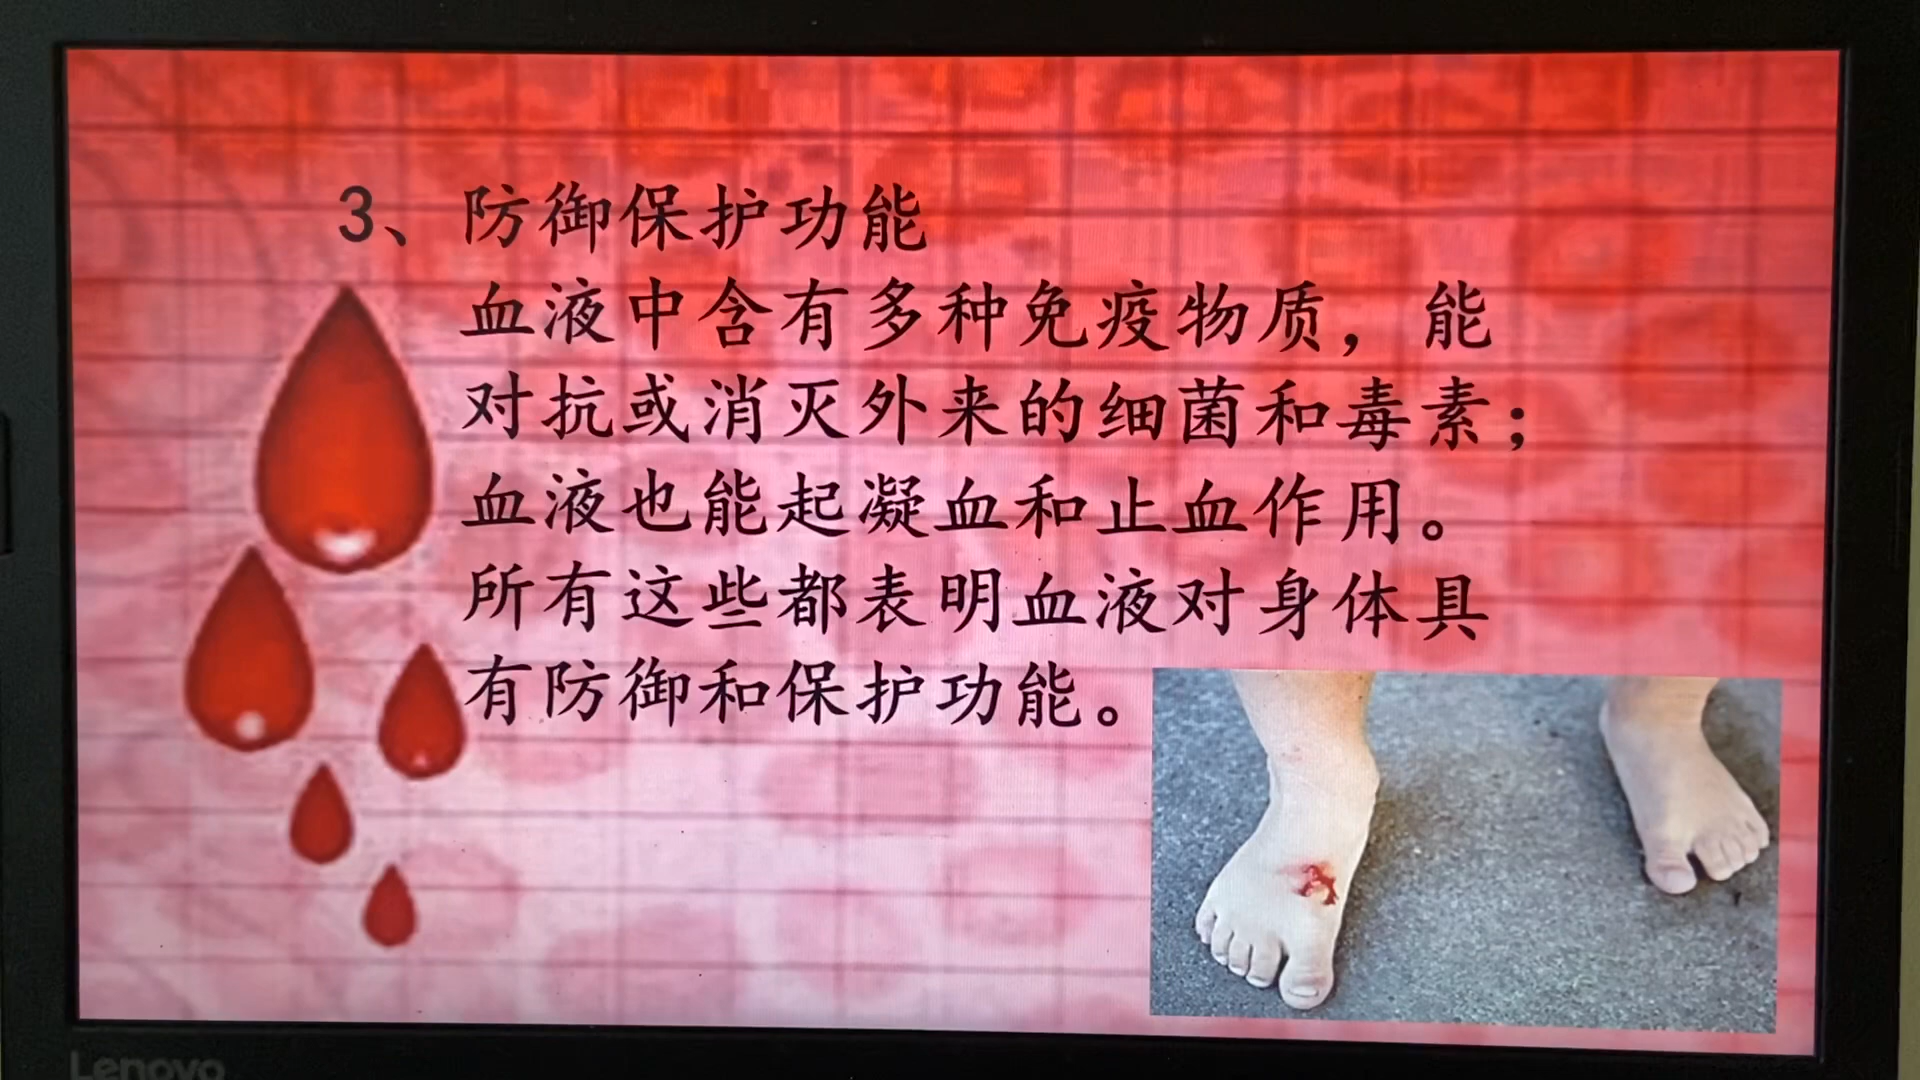 3、防御保护功能
血液中含有多种免疫物质，能
对抗或消灭外来的细菌和毒素；
血液也能起凝血和止血作用。
所有这些都表明血液对身体具
有防御和保护功能。
Lenovo